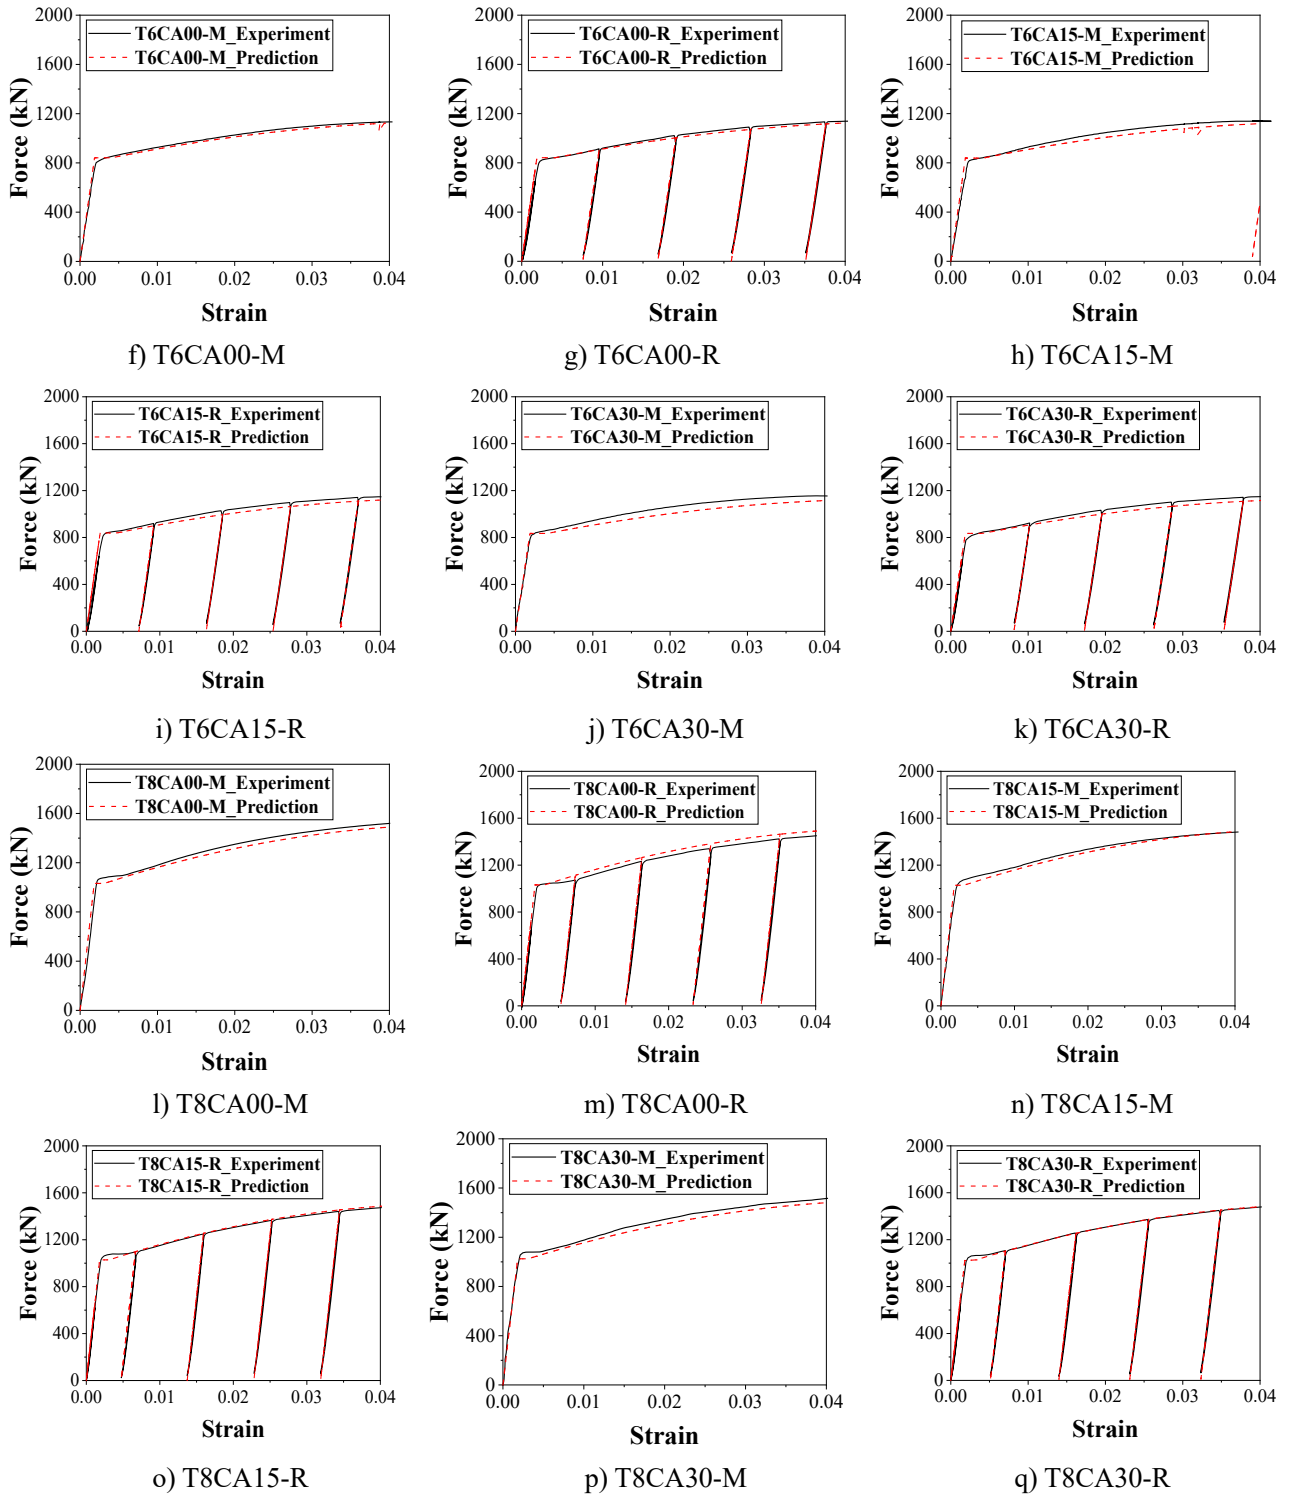 2000
1600
1200
800
400
0
Force (kN)
T6CA00-M_Experiment
T6CA00-M_Prediction
0.00 0.01 0.02 0.03 0.04
Strain
f) T6CA00-M
2000
1600
1200
800
400
0
Force (kN)
T6CA00-R_Experiment
T6CA00-R_Prediction
0.00 0.01 0.02 0.03 0.04
Strain
g) T6CA00-R
2000
1600
1200
800
400
0
Force (kN)
T6CA15-M_Experiment
T6CA15-M_Prediction
0.00 0.01 0.02 0.03 0.04
Strain
h) T6CA15-M
2000
1600
1200
800
400
0
Force (kN)
T6CA15-R_Experiment
T6CA15-R_Prediction
0.00 0.01 0.02 0.03 0.04
Strain
i) T6CA15-R
2000
1600
1200
800
400
0
Force (kN)
T6CA30-M_Experiment
T6CA30-M_Prediction
0.00 0.01 0.02 0.03 0.04
Strain
j) T6CA30-M
2000
1600
1200
800
400
0
Force (kN)
T6CA30-R_Experiment
T6CA30-R_Prediction
0.00 0.01 0.02 0.03 0.04
Strain
k) T6CA30-R
2000
1600
1200
800
400
0
Force (kN)
T8CA00-M_Experiment
T8CA00-M_Prediction
0.00 0.01 0.02 0.03 0.04
Strain
l) T8CA00-M
2000
1600
1200
800
400
0
Force (kN)
T8CA00-R_Experiment
T8CA00-R_Prediction
0.00 0.01 0.02 0.03 0.04
Strain
m) T8CA00-R
2000
1600
1200
800
400
0
Force (kN)
T8CA15-M_Experiment
T8CA15-M_Prediction
0.00 0.01 0.02 0.03 0.04
Strain
n) T8CA15-M
2000
1600
1200
800
400
0
Force (kN)
T8CA15-R_Experiment
T8CA15-R_Prediction
0.00 0.01 0.02 0.03 0.04
Strain
o) T8CA15-R
2000
1600
1200
800
400
0
Force (kN)
T8CA30-M_Experiment
T8CA30-M_Prediction
0.00 0.01 0.02 0.03 0.04
Strain
p) T8CA30-M
2000
1600
1200
800
400
0
Force (kN)
T8CA30-R_Experiment
T8CA30-R_Prediction
0.00 0.01 0.02 0.03 0.04
Strain
q) T8CA30-R